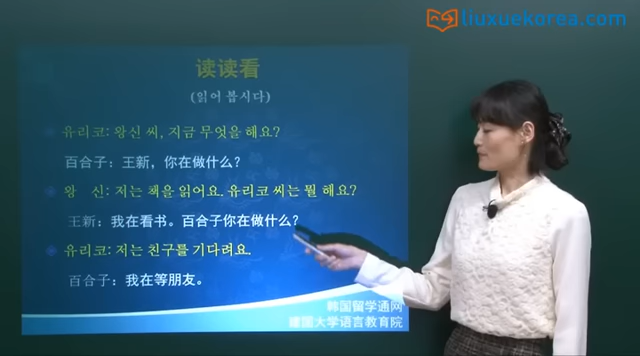 liuxuekorea.com
读读看
(읽어 봅시다)
유리코: 왕신 씨, 지금 무엇을 해요?
百合子：王新，你在做什么？
왕 신: 저는 책을 읽어요. 유리코 씨는 뭘 해요?
王新：我在看书。百合子你在做什么？
유리코: 저는 친구를 기다려요.
百合子：我在等朋友。
韩国留学通网
建国大学语言教育院